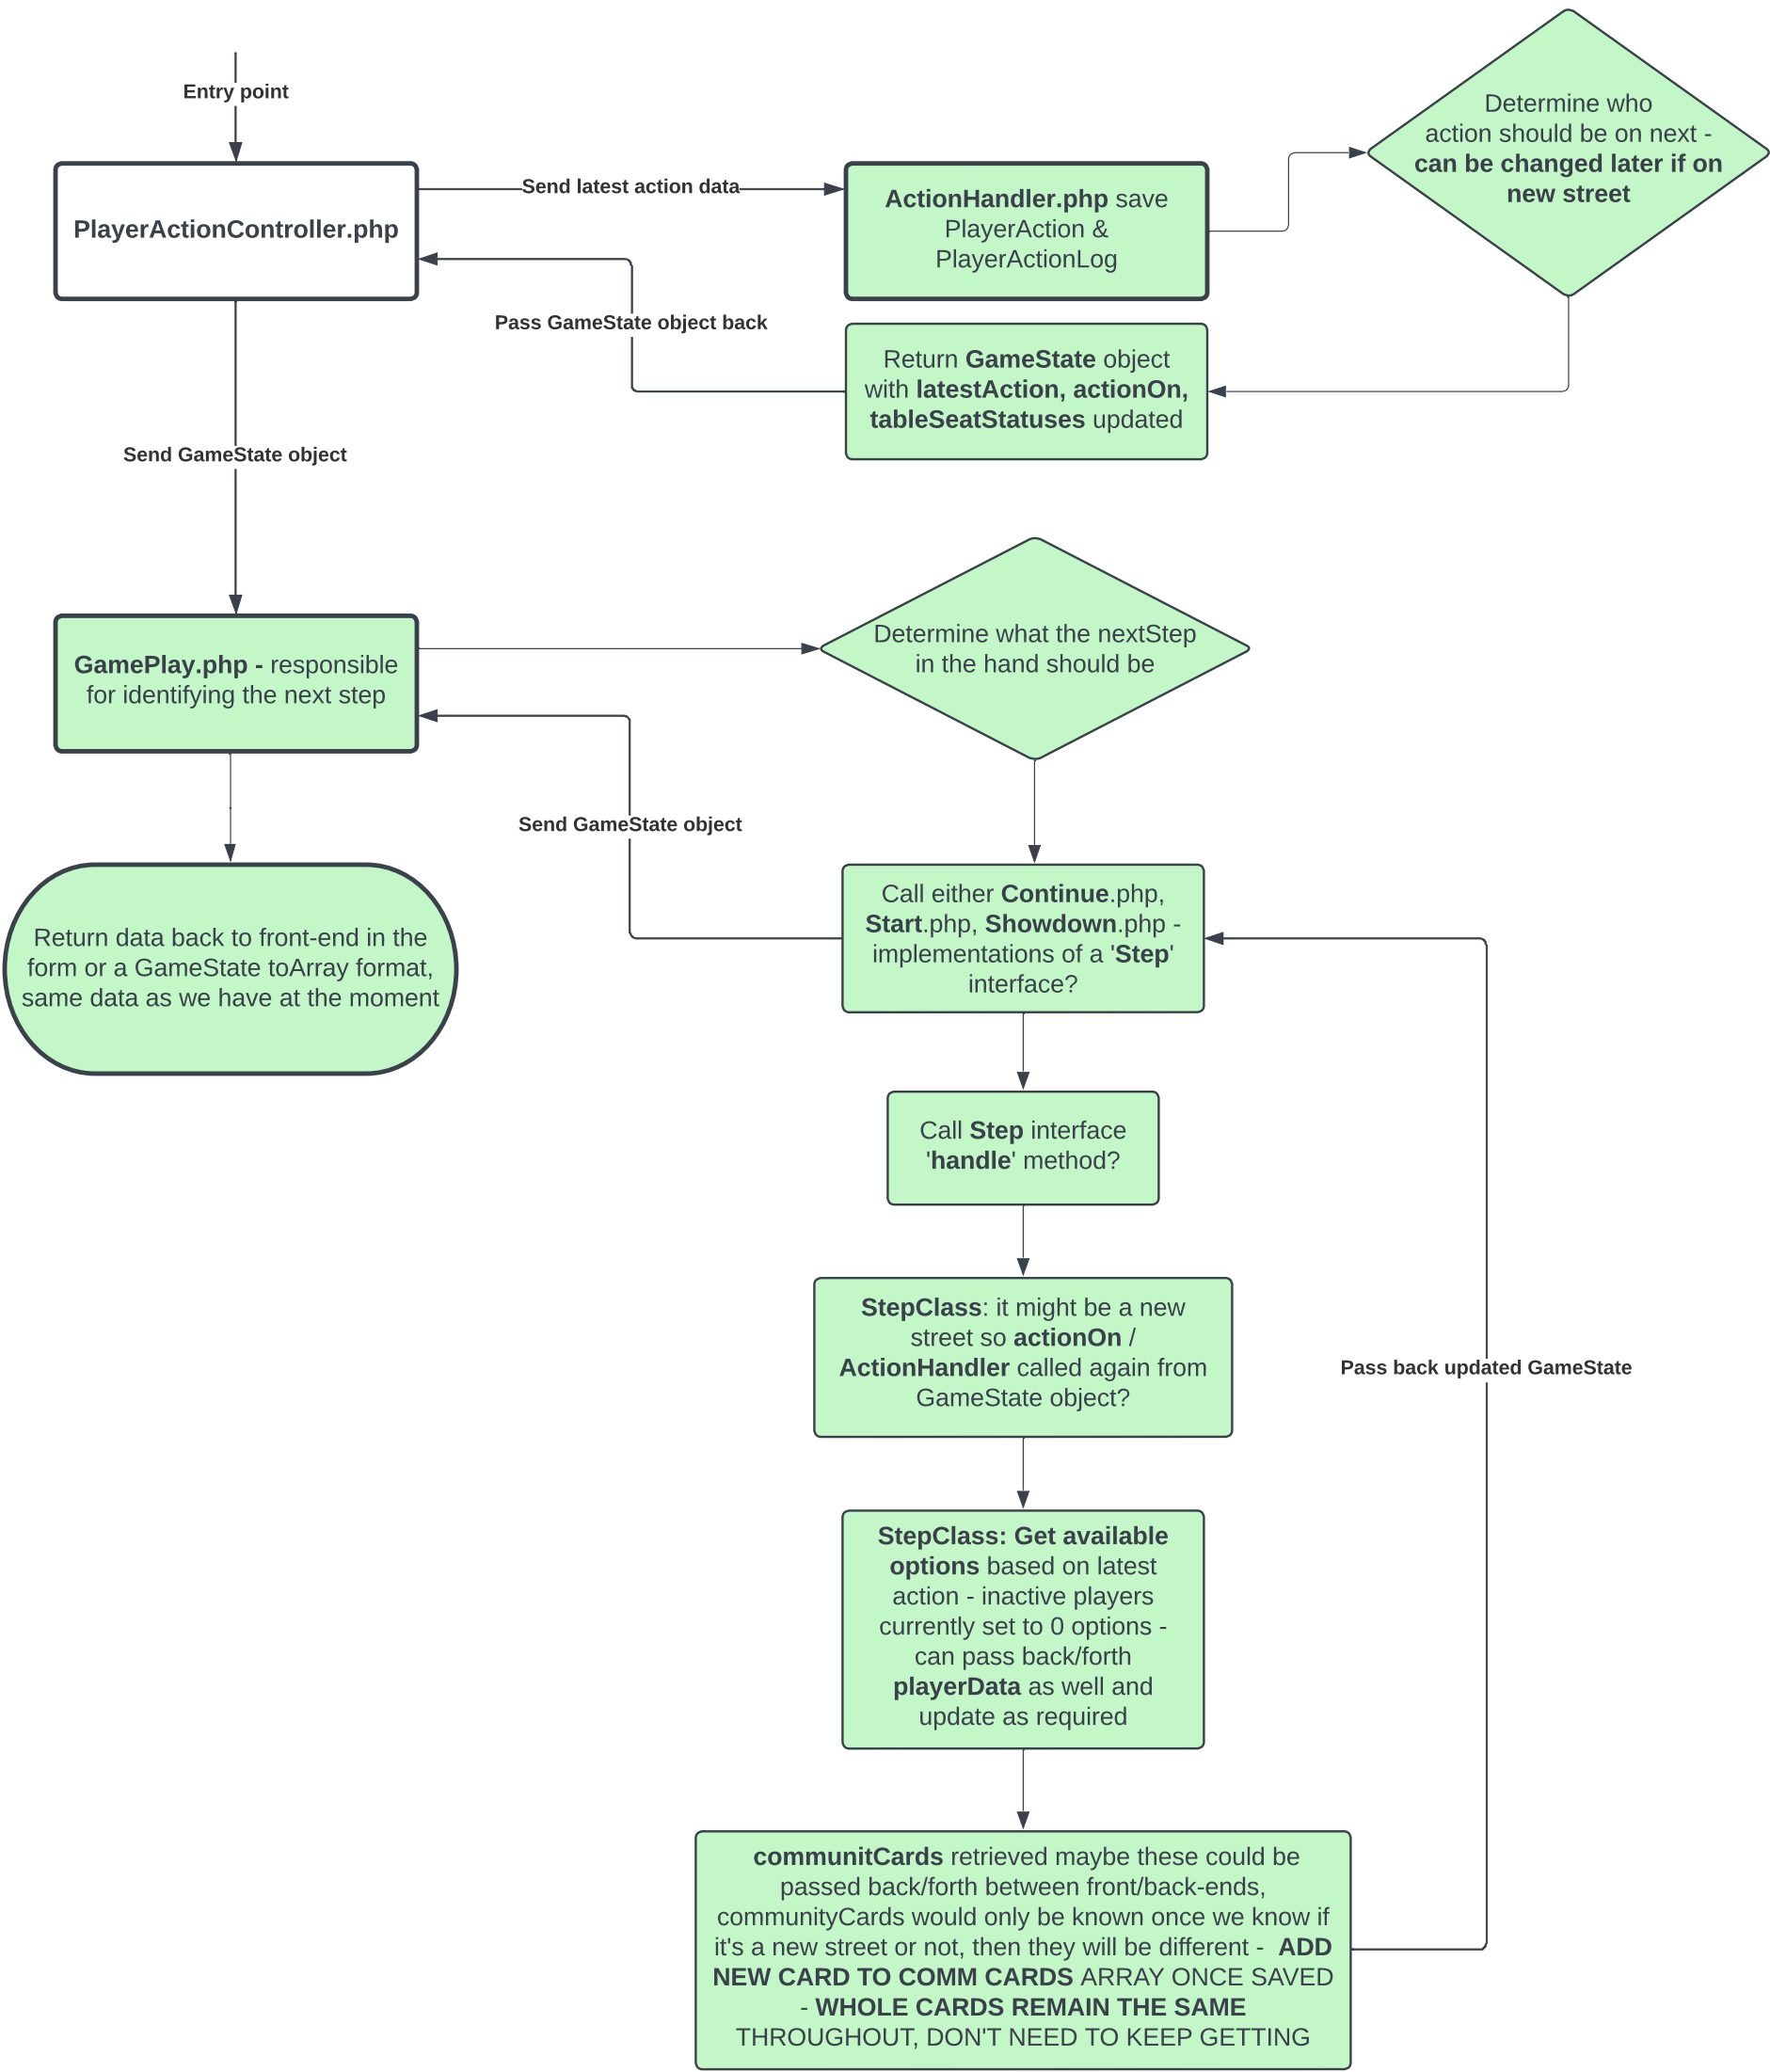 Entry point
PlayerActionController.php
Send latest action data
ActionHandler.php save
PlayerAction &
PlayerActionLog
Determine who
action should be on next -
can be changed later if on
new street
Pass GameState object back
Return GameState object
with latestAction, actionOn,
tableSeatStatuses updated
Send GameState object
GamePlay.php - responsible
for identifying the next step
Determine what the nextStep
in the hand should be
Send GameState object
Return data back to front-end in the
form or a GameState toArray format,
same data as we have at the moment
Call either Continue.php,
Start.php, Showdown.php -
implementations of a 'Step'
interface?
Call Step interface
'handle' method?
StepClass: it might be a new
street so actionOn /
ActionHandler called again from
GameState object?
Pass back updated GameState
StepClass: Get available
options based on latest
action - inactive players
currently set to 0 options -
can pass back/forth
playerData as well and
update as required
communitCards retrieved maybe these could be
passed back/forth between front/back-ends,
communityCards would only be known once we know if
it's a new street or not, then they will be different - ADD
NEW CARD TO COMM CARDS ARRAY ONCE SAVED
- WHOLE CARDS REMAIN THE SAME
THROUGHOUT, DON'T NEED TO KEEP GETTING